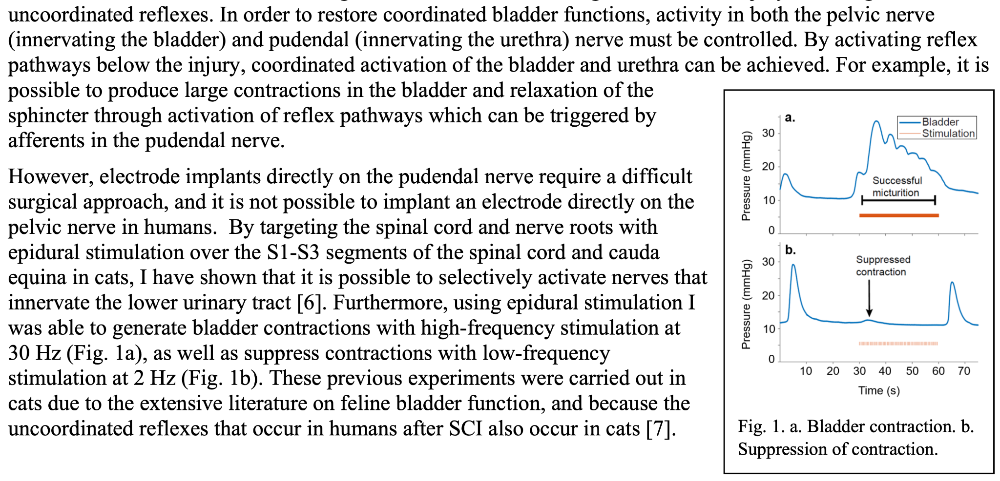 uncoordinated reflexes. In order to restore coordinated bladder functions, activity in both the pelvic nerve
(innervating the bladder) and pudendal (innervating the urethra) nerve must be controlled. By activating reflex
pathways below the injury, coordinated activation of the bladder and urethra can be achieved. For example, it is
possible to produce large contractions in the bladder and relaxation of the
sphincter through activation of reflex pathways which can be triggered by
afferents in the pudendal nerve.
However, electrode implants directly on the pudendal nerve require a difficult
surgical approach, and it is not possible to implant an electrode directly on the
pelvic nerve in humans.  By targeting the spinal cord and nerve roots with
epidural stimulation over the S1-S3 segments of the spinal cord and cauda
equina in cats, I have shown that it is possible to selectively activate nerves that
innervate the lower urinary tract [6]. Furthermore, using epidural stimulation I
was able to generate bladder contractions with high-frequency stimulation at
30 Hz (Fig. 1a), as well as suppress contractions with low-frequency
stimulation at 2 Hz (Fig. 1b). These previous experiments were carried out in
cats due to the extensive literature on feline bladder function, and because the
uncoordinated reflexes that occur in humans after SCI also occur in cats [7].
a.
Bladder
Stimulation
Pressure (mmHg)
30
20
10
0
Successful
micturition
b.
Pressure (mmHg)
30
20
10
0
Suppressed
contraction
10 20 30 40 50 60 70
Time (s)
Fig. 1. a. Bladder contraction. b.
Suppression of contraction.